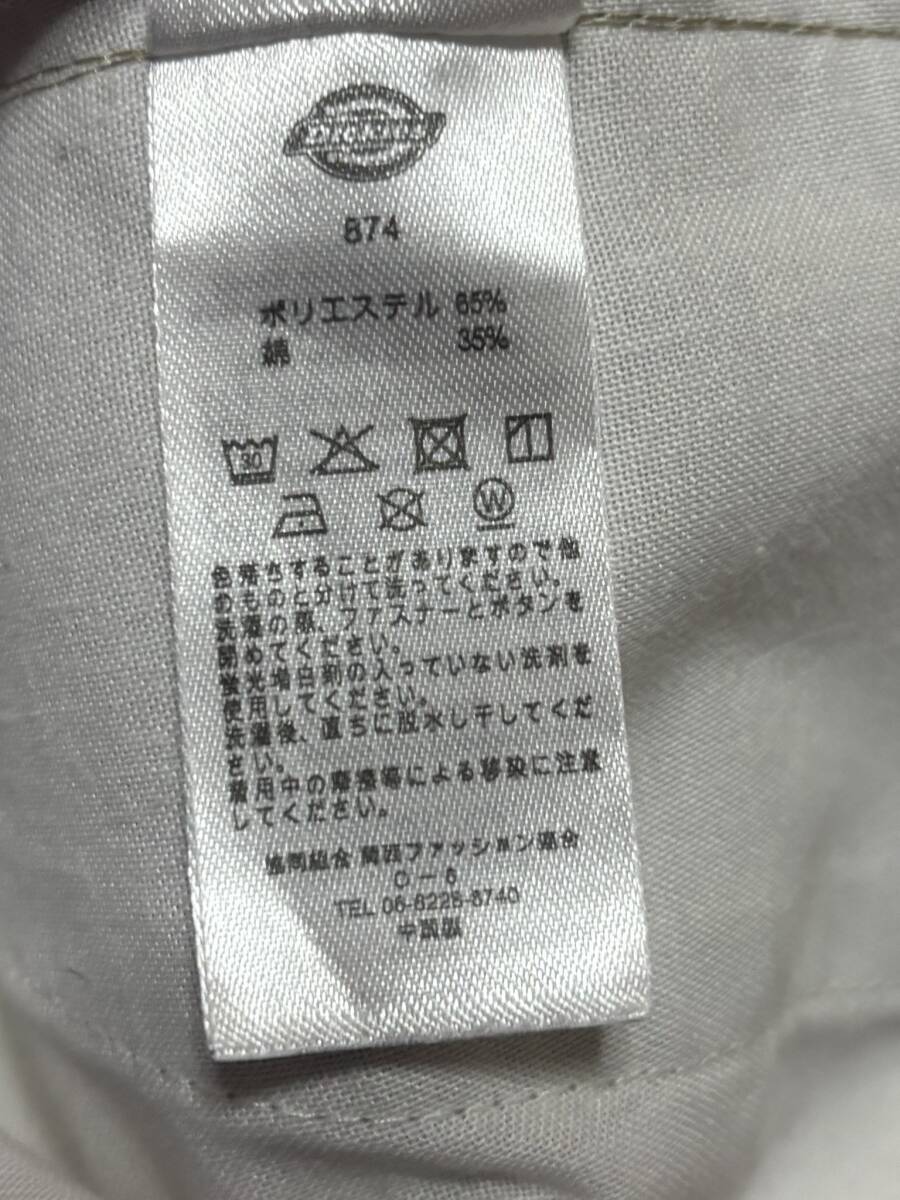 Dickies
874
ポリエステル 65%
綿 35%
30
W
色落ちすることがありますので他
のものと分けて洗ってください。
洗濯の際、ファスナーとボタンを
閉めてください。
蛍光増白剤の入っていない洗剤を
使用してください。
洗濯後、直ちに脱水し干してくだ
さい。
着用中の摩擦等による移染に注意
してください。
協同組合 関西ファッション連合
O-6
TEL 06-6228-6740
中国製